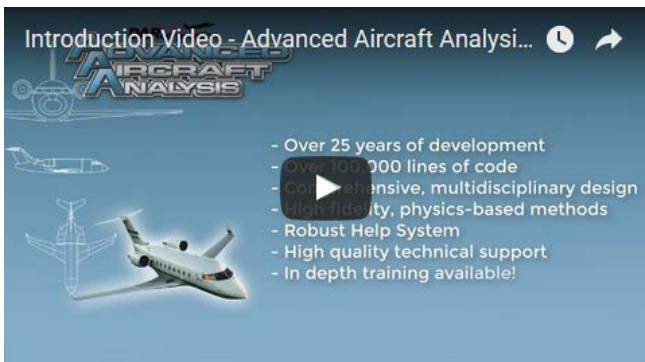 Introduction Video - Advanced Aircraft Analysi...
ADVANCED
AIRCRAFT
ANALYSIS
- Over 25 years of development
- Over 100,000 lines of code
- Comprehensive, multidisciplinary design
- High fidelity, physics-based methods
- Robust Help System
- High quality technical support
- In depth training available!